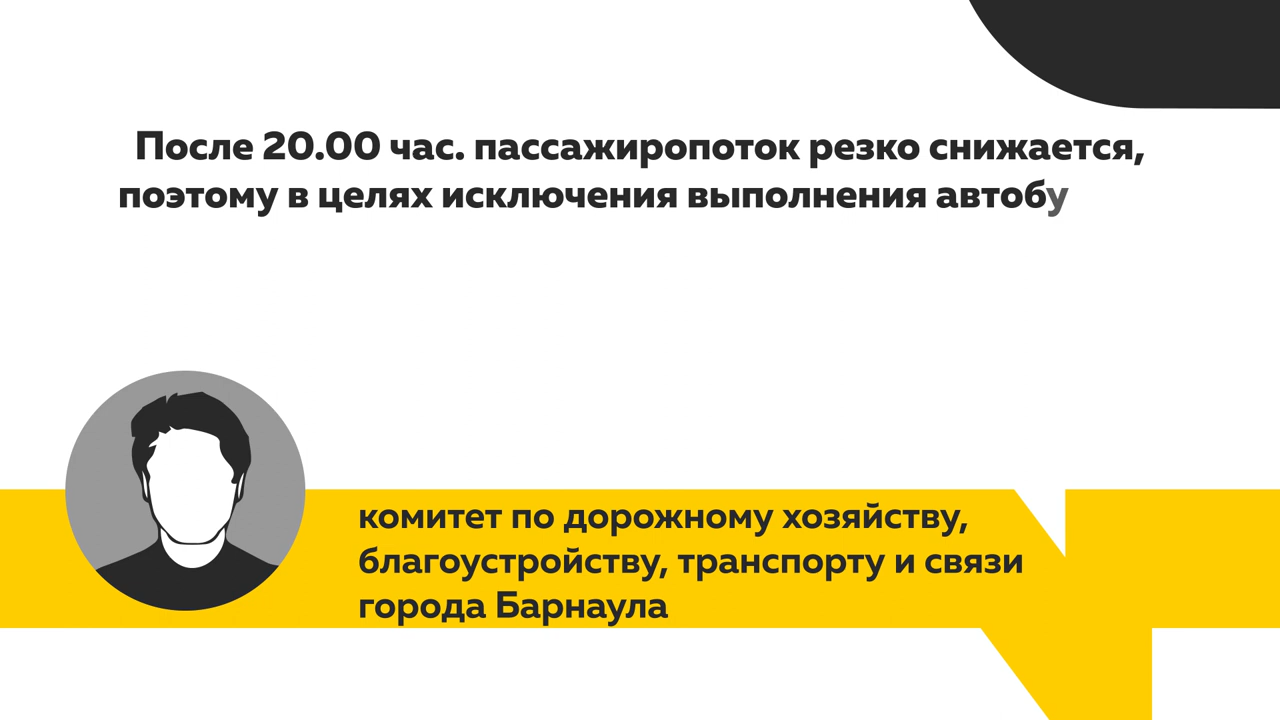 После 20.00 час. пассажиропоток резко снижается,
поэтому в целях исключения выполнения автобу
комитет по дорожному хозяйству,
благоустройству, транспорту и связи
города Барнаула